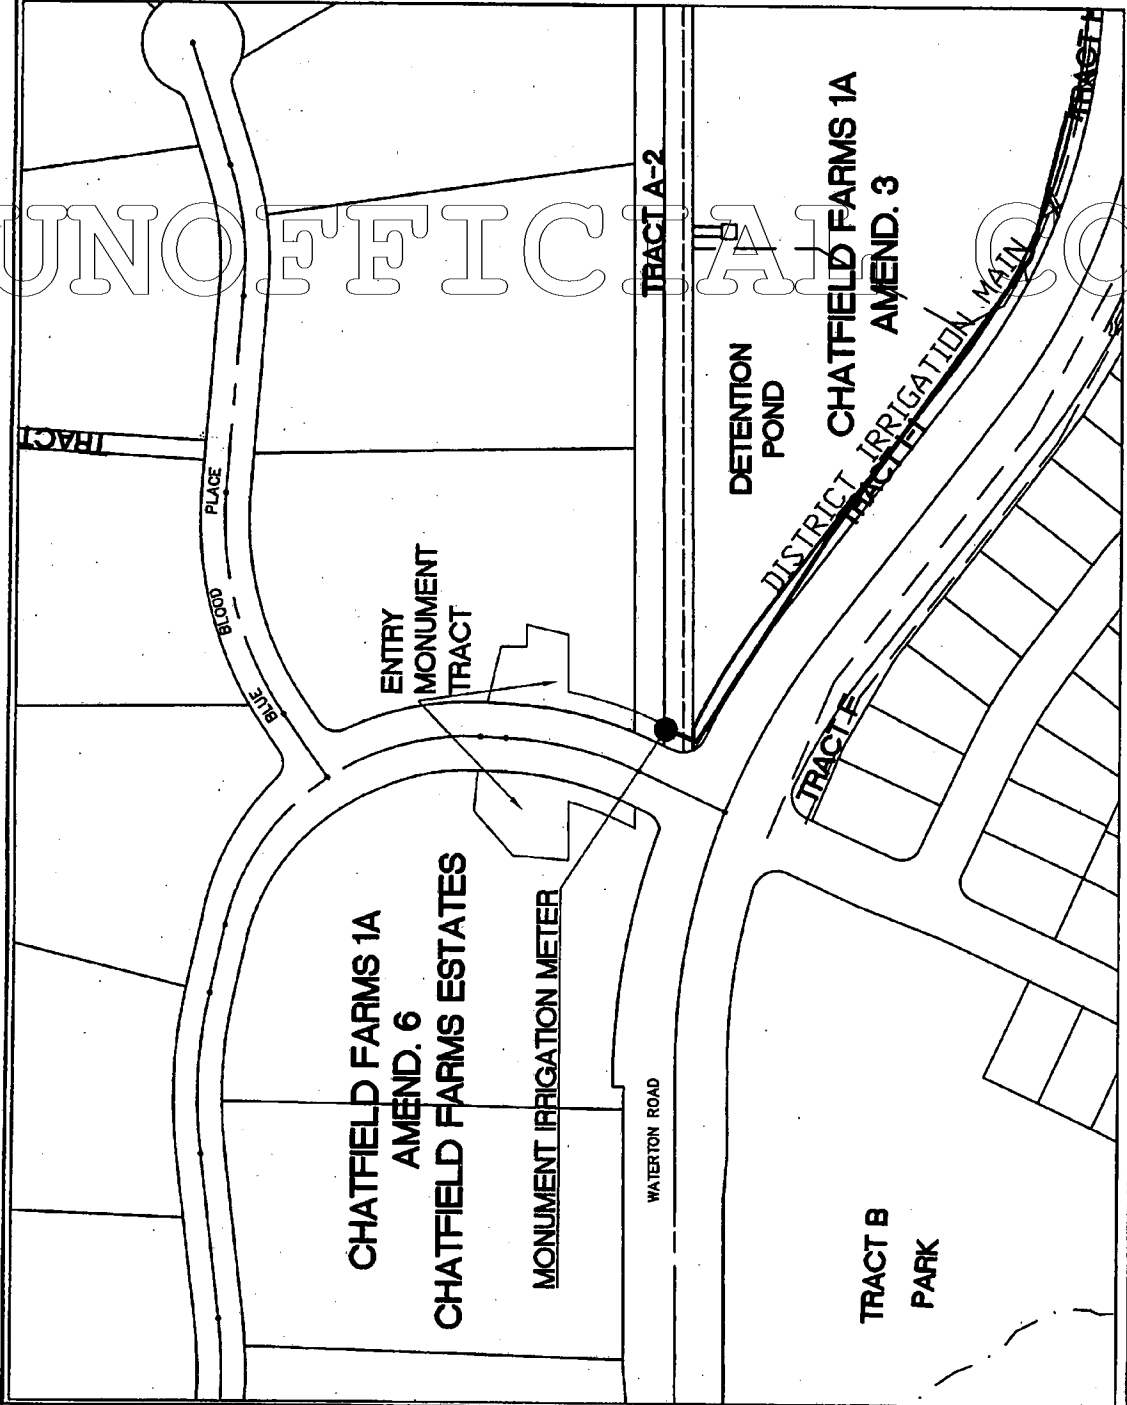 UNOFFICIAL CO
TRACT
BLUE
BLOOD
PLACE
ENTRY
MONUMENT
TRACT
TRACT A-2
CHATFIELD FARMS 1A
AMEND. 3
DETENTION
POND
DISTRICT IRRIGATION MAIN
TRACT F
CHATFIELD FARMS 1A
AMEND. 6
CHATFIELD FARMS ESTATES
MONUMENT IRRIGATION METER
WATERTON ROAD
TRACT B
PARK